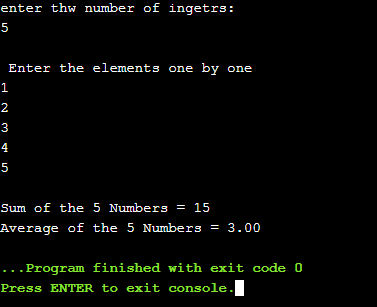 enter thw number of ingetrs:
5
Enter the elements one by one
1
2
3
4
5
Sum of the 5 Numbers = 15
Average of the 5 Numbers = 3.00
...Program finished with exit code 0
Press ENTER to exit console.